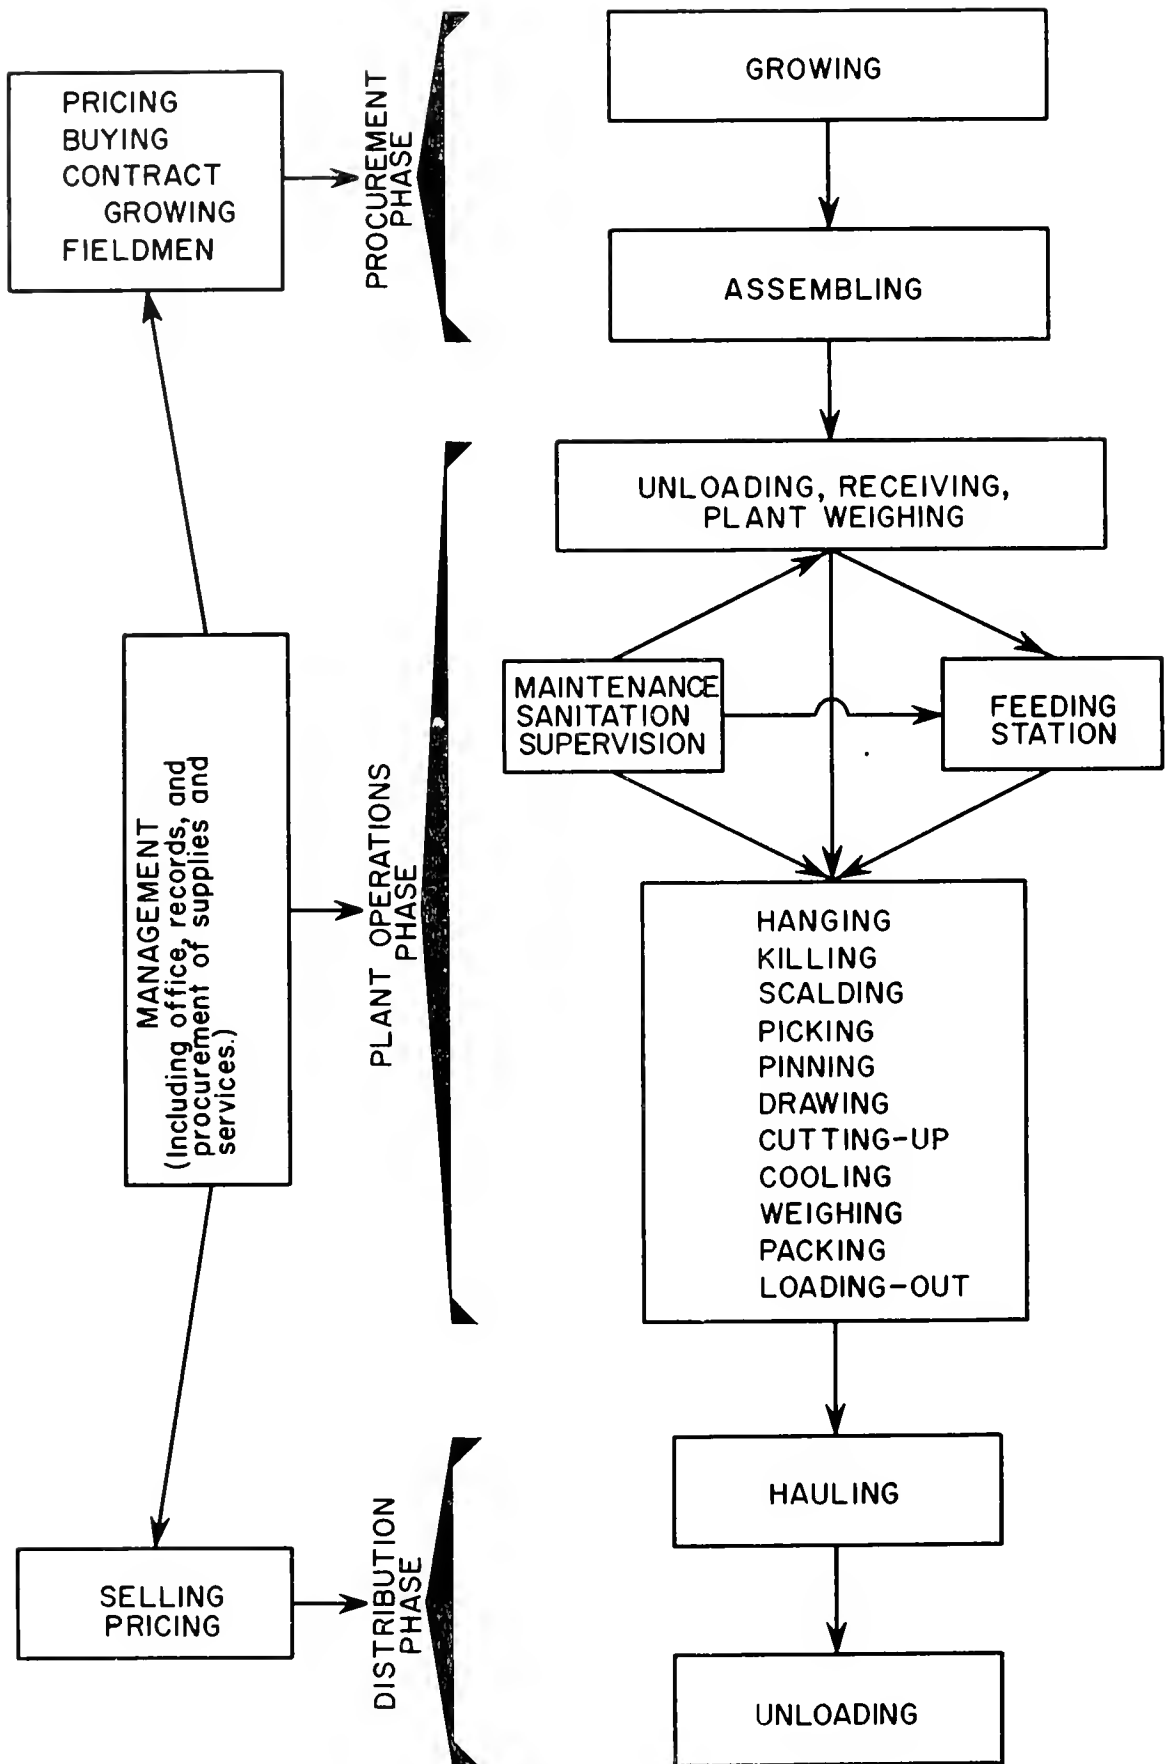 GROWING
PRICING
BUYING
CONTRACT
GROWING
FIELDMEN
PROCUREMENT
PHASE
ASSEMBLING
UNLOADING, RECEIVING,
PLANT WEIGHING
MAINTENANCE
SANITATION
SUPERVISION
FEEDING
STATION
MANAGEMENT
(Including office, records, and
procurement of supplies and
services.)
PLANT OPERATIONS
PHASE
HANGING
KILLING
SCALDING
PICKING
PINNING
DRAWING
CUTTING-UP
COOLING
WEIGHING
PACKING
LOADING-OUT
HAULING
SELLING
PRICING
DISTRIBUTION
PHASE
UNLOADING